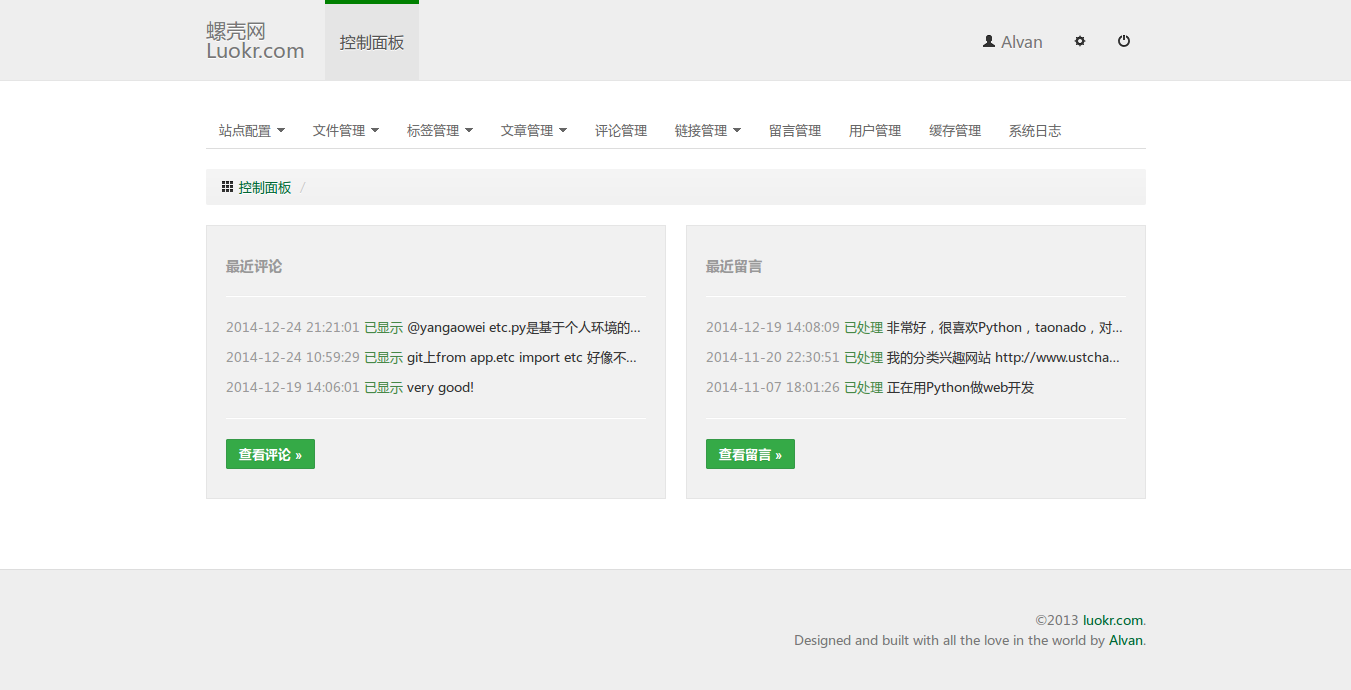 螺壳网
Luokr.com
控制面板
Alvan
站点配置 文件管理 标签管理 文章管理 评论管理 链接管理 留言管理 用户管理 缓存管理 系统日志
控制面板 /
最近评论
2014-12-24 21:21:01 已显示 @yangaowei etc.py是基于个人环境的...
2014-12-24 10:59:29 已显示 git上from app.etc import etc 好像不...
2014-12-19 14:06:01 已显示 very good!
查看评论 »
最近留言
2014-12-19 14:08:09 已处理 非常好，很喜欢Python，taonado，对...
2014-11-20 22:30:51 已处理 我的分类兴趣网站 http://www.ustcha...
2014-11-07 18:01:26 已处理 正在用Python做web开发
查看留言 »
©2013 luokr.com.
Designed and built with all the love in the world by Alvan.